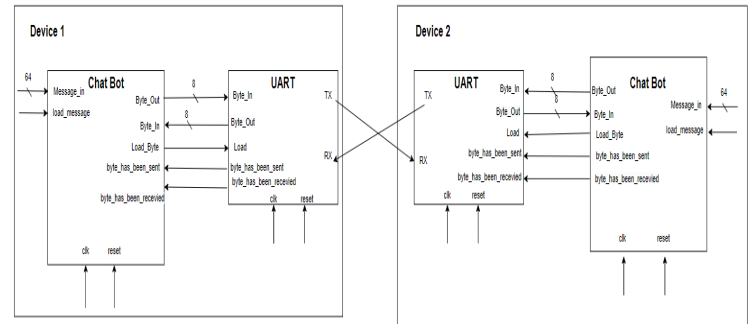 Device 1
64
Message_in
load_message
Chat Bot
Byte_Out
Byte_In
Load_Byte
byte_has_been_sent
byte_has_been_recevied
clk
reset
8
8
UART
Byte_In
Byte_Out
Load
byte_has_been_sent
byte_has_been_recevied
TX
RX
clk
reset
Device 2
UART
TX
RX
Byte_In
Byte_Out
Load
byte_has_been_sent
byte_has_been_recevied
clk
reset
8
8
Chat Bot
Byte_Out
Byte_In
Load_Byte
byte_has_been_sent
byte_has_been_recevied
Message_in
load_message
64
clk
reset